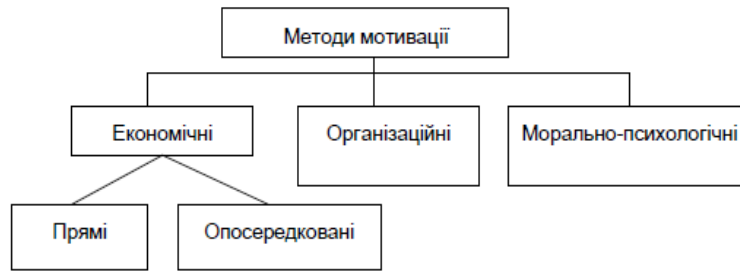 Методи мотивації
Економічні
Організаційні
Морально-психологічні
Прямі
Опосередковані